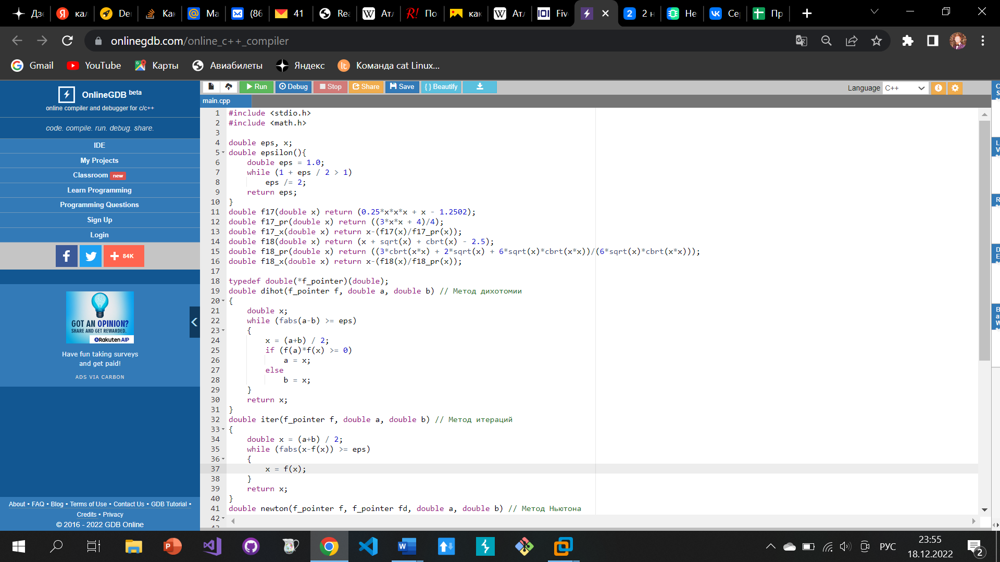 Дзе
кал
De
Как
Ма
(86
41
Rea
Атл
По
как
Атл
Fiv
2 н
Не
Се
Пр
onlinegdb.com/online_c++_compiler
Gmail
YouTube
Карты
Авиабилеты
Яндекс
Команда cat Linux...
OnlineGDB beta
online compiler and debugger for c/c++
code. compile. run. debug. share.
IDE
My Projects
Classroom new
Learn Programming
Programming Questions
Sign Up
Login
84K
GOT AN OPINION?
SHARE AND GET REWARDED.
Rakuten AIP
Have fun taking surveys
and get paid!
ADS VIA CARBON
About • FAQ • Blog • Terms of Use • Contact Us • GDB Tutorial •
Credits • Privacy
© 2016 - 2022 GDB Online
Run Debug Stop Share Save { } Beautify
Language C++
main.cpp
1 #include <stdio.h>
2 #include <math.h>
3
4 double eps, x;
5 double epsilon(){
6 double eps = 1.0;
7 while (1 + eps / 2 > 1)
8 eps /= 2;
9 return eps;
10 }
11 double f17(double x) return (0.25*x*x*x + x - 1.2502);
12 double f17_pr(double x) return ((3*x*x + 4)/4);
13 double f17_x(double x) return x-(f17(x)/f17_pr(x));
14 double f18(double x) return (x + sqrt(x) + cbrt(x) - 2.5);
15 double f18_pr(double x) return ((3*cbrt(x*x) + 2*sqrt(x) + 6*sqrt(x)*cbrt(x*x))/(6*sqrt(x)*cbrt(x*x)));
16 double f18_x(double x) return x-(f18(x)/f18_pr(x));
17
18 typedef double(*f_pointer)(double);
19 double dihot(f_pointer f, double a, double b) // Метод дихотомии
20 {
21 double x;
22 while (fabs(a-b) >= eps)
23 {
24 x = (a+b) / 2;
25 if (f(a)*f(x) >= 0)
26 a = x;
27 else
28 b = x;
29 }
30 return x;
31 }
32 double iter(f_pointer f, double a, double b) // Метод итераций
33 {
34 double x = (a+b) / 2;
35 while (fabs(x-f(x)) >= eps)
36 {
37 x = f(x);
38 }
39 return x;
40 }
41 double newton(f_pointer f, f_pointer fd, double a, double b) // Метод Ньютона
42
РУС
23:55
18.12.2022
2